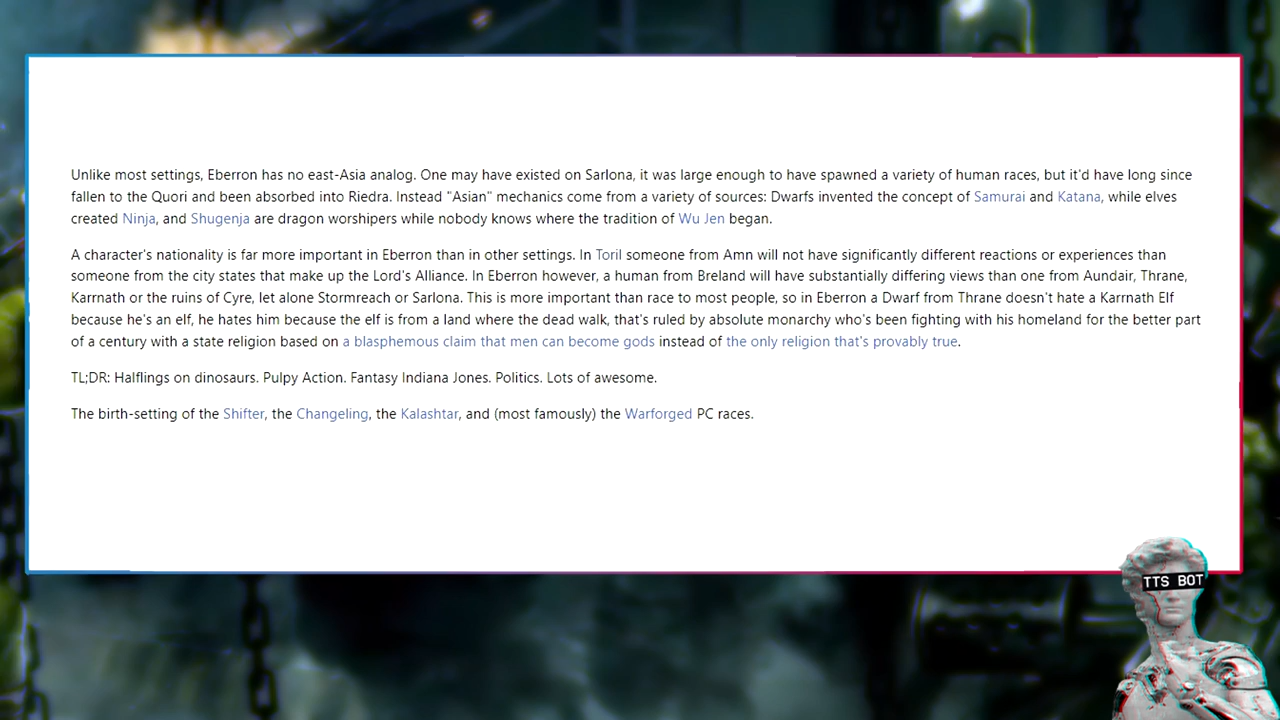 Unlike most settings, Eberron has no east-Asia analog. One may have existed on Sarlona, it was large enough to have spawned a variety of human races, but it'd have long since
fallen to the Quori and been absorbed into Riedra. Instead "Asian" mechanics come from a variety of sources: Dwarfs invented the concept of Samurai and Katana, while elves
created Ninja, and Shugenja are dragon worshipers while nobody knows where the tradition of Wu Jen began.
A character's nationality is far more important in Eberron than in other settings. In Toril someone from Amn will not have significantly different reactions or experiences than
someone from the city states that make up the Lord's Alliance. In Eberron however, a human from Breland will have substantially differing views than one from Aundair, Thrane,
Karrnath or the ruins of Cyre, let alone Stormreach or Sarlona. This is more important than race to most people, so in Eberron a Dwarf from Thrane doesn't hate a Karrnath Elf
because he's an elf, he hates him because the elf is from a land where the dead walk, that's ruled by absolute monarchy who's been fighting with his homeland for the better part
of a century with a state religion based on a blasphemous claim that men can become gods instead of the only religion that's provably true.
TL;DR: Halflings on dinosaurs. Pulpy Action. Fantasy Indiana Jones. Politics. Lots of awesome.
The birth-setting of the Shifter, the Changeling, the Kalashtar, and (most famously) the Warforged PC races.
TTS BOT